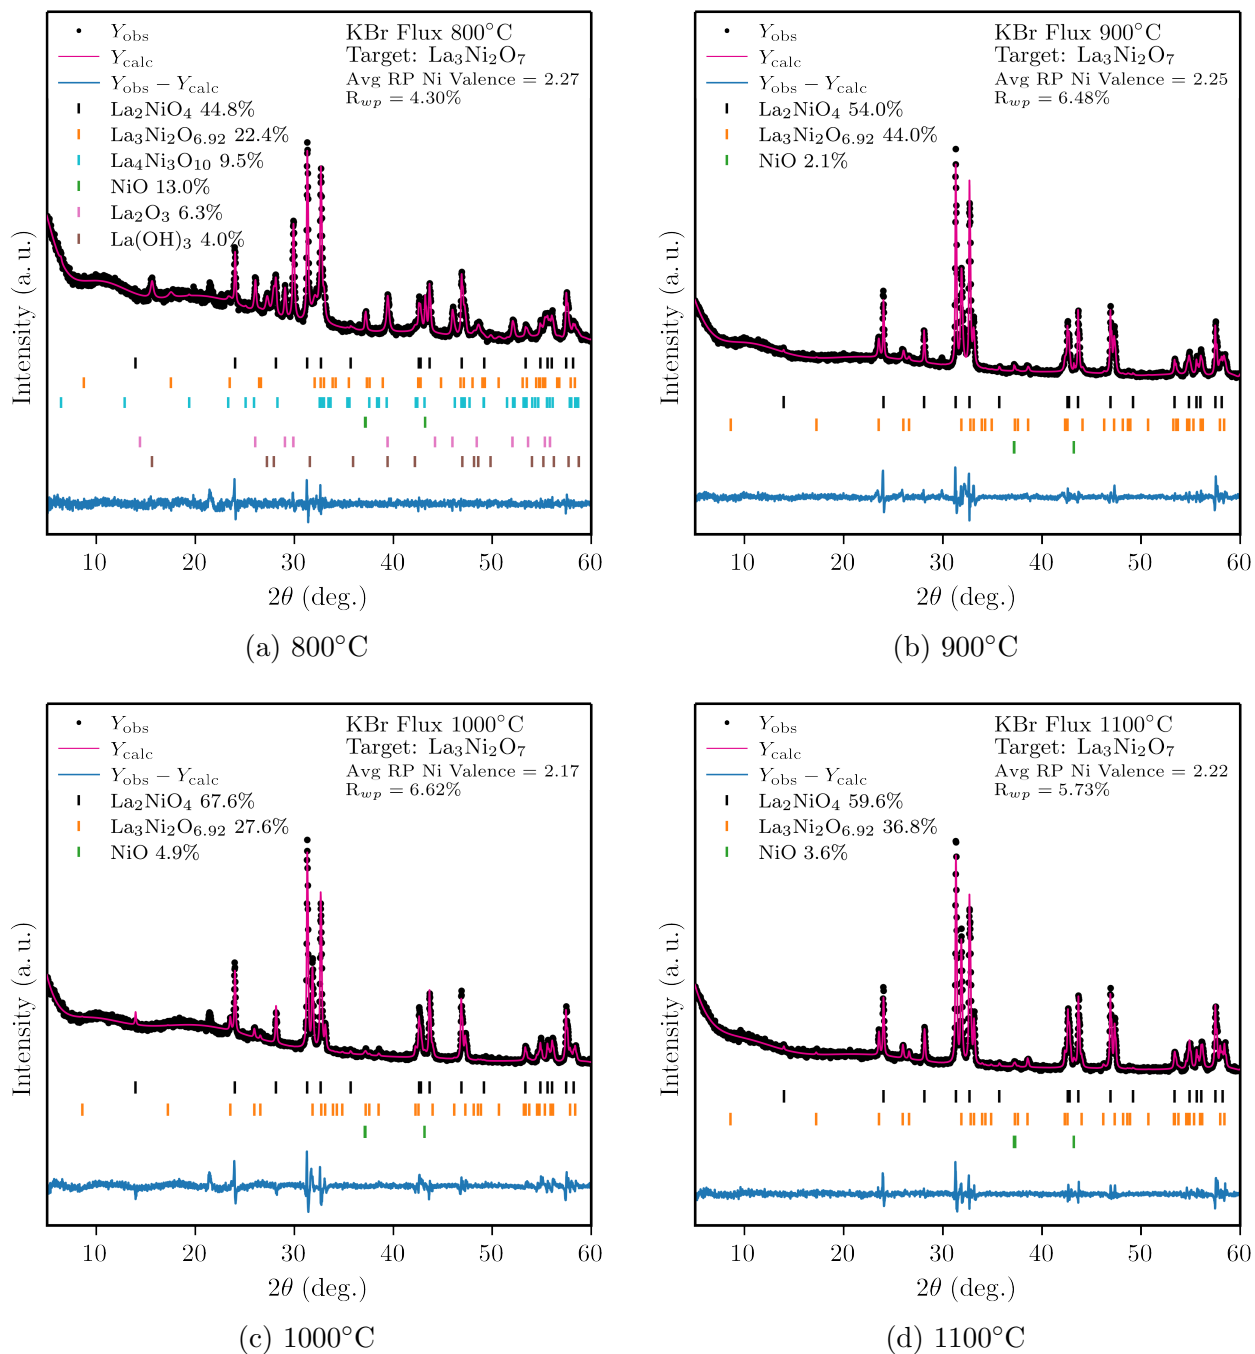 Y_obs
Y_calc
Y_obs − Y_calc
La₂NiO₄ 44.8%
La₃Ni₂O₆.₉₂ 22.4%
La₄Ni₃O₁₀ 9.5%
NiO 13.0%
La₂O₃ 6.3%
La(OH)₃ 4.0%
KBr Flux 800°C
Target: La₃Ni₂O₇
Avg RP Ni Valence = 2.27
R_wp = 4.30%
Intensity (a. u.)
10 20 30 40 50 60
2θ (deg.)
(a) 800°C
Y_obs
Y_calc
Y_obs − Y_calc
La₂NiO₄ 54.0%
La₃Ni₂O₆.₉₂ 44.0%
NiO 2.1%
KBr Flux 900°C
Target: La₃Ni₂O₇
Avg RP Ni Valence = 2.25
R_wp = 6.48%
Intensity (a. u.)
10 20 30 40 50 60
2θ (deg.)
(b) 900°C
Y_obs
Y_calc
Y_obs − Y_calc
La₂NiO₄ 67.6%
La₃Ni₂O₆.₉₂ 27.6%
NiO 4.9%
KBr Flux 1000°C
Target: La₃Ni₂O₇
Avg RP Ni Valence = 2.17
R_wp = 6.62%
Intensity (a. u.)
10 20 30 40 50 60
2θ (deg.)
(c) 1000°C
Y_obs
Y_calc
Y_obs − Y_calc
La₂NiO₄ 59.6%
La₃Ni₂O₆.₉₂ 36.8%
NiO 3.6%
KBr Flux 1100°C
Target: La₃Ni₂O₇
Avg RP Ni Valence = 2.22
R_wp = 5.73%
Intensity (a. u.)
10 20 30 40 50 60
2θ (deg.)
(d) 1100°C